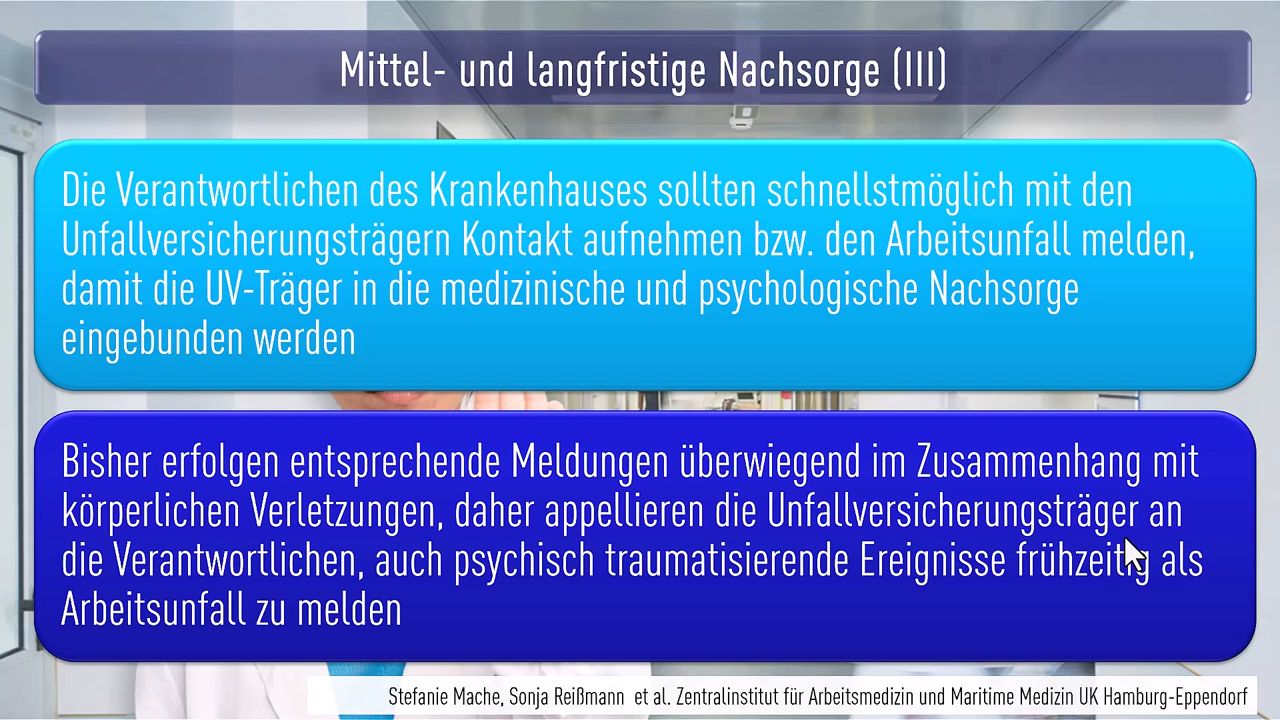 Mittel- und langfristige Nachsorge (III)
Die Verantwortlichen des Krankenhauses sollten schnellstmöglich mit den
Unfallversicherungsträgern Kontakt aufnehmen bzw. den Arbeitsunfall melden,
damit die UV-Träger in die medizinische und psychologische Nachsorge
eingebunden werden
Bisher erfolgen entsprechende Meldungen überwiegend im Zusammenhang mit
körperlichen Verletzungen, daher appellieren die Unfallversicherungsträger an
die Verantwortlichen, auch psychisch traumatisierende Ereignisse frühzeitig als
Arbeitsunfall zu melden
Stefanie Mache, Sonja Reißmann et al. Zentralinstitut für Arbeitsmedizin und Maritime Medizin UK Hamburg-Eppendorf